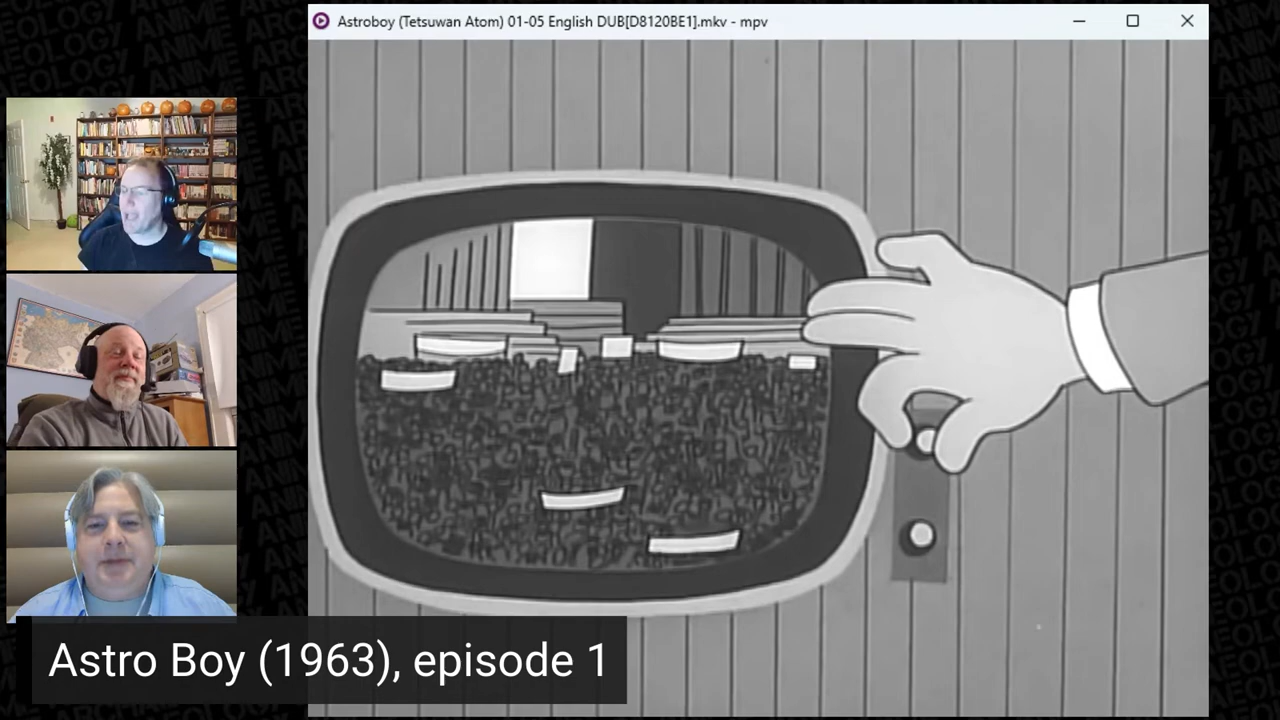 Astroboy (Tetsuwan Atom) 01-05 English DUB[D8120BE1].mkv - mpv
Astro Boy (1963), episode 1